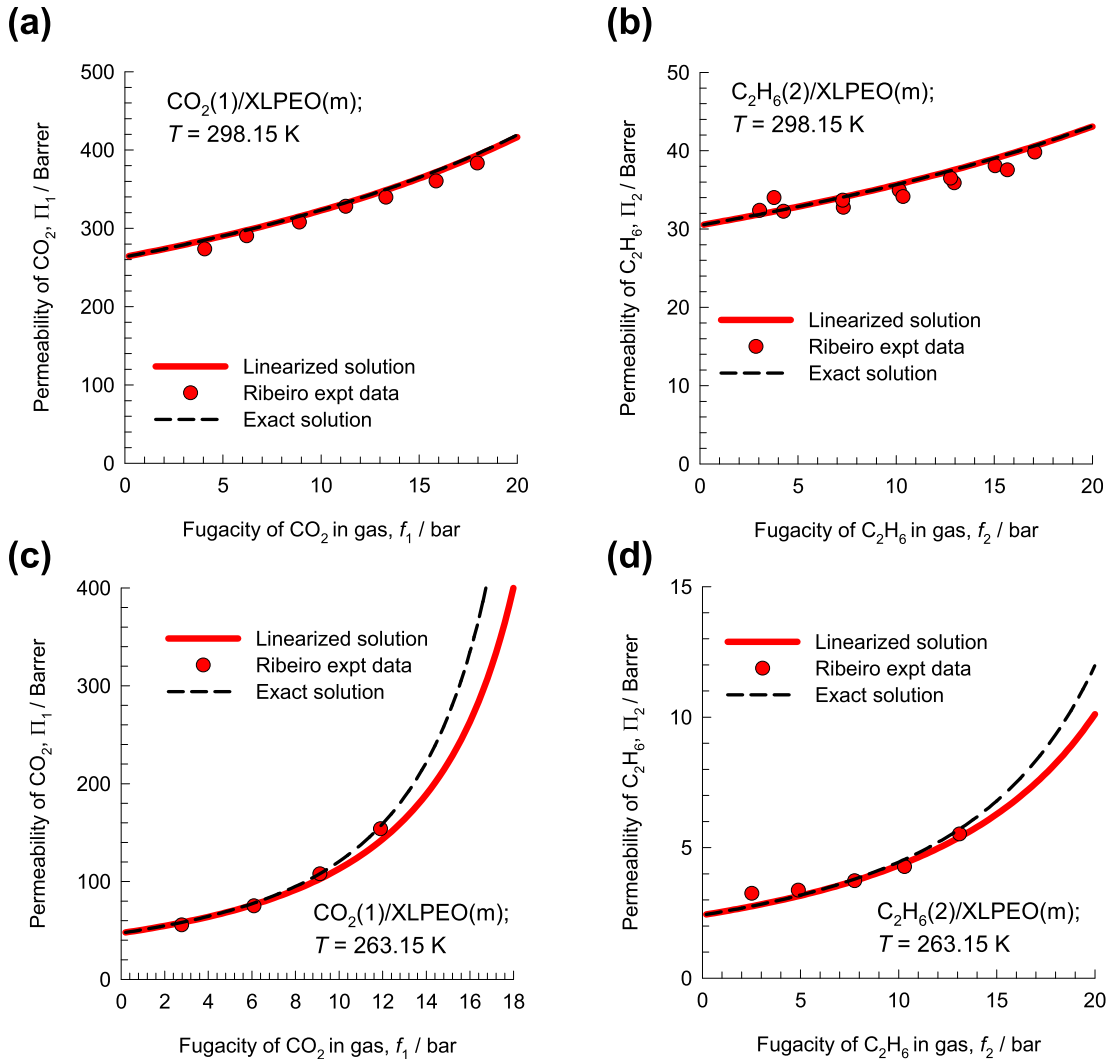 (a)
Permeability of CO₂, Π₁ / Barrer
500
400
300
200
100
0
CO₂(1)/XLPEO(m);
T = 298.15 K
Linearized solution
Ribeiro expt data
Exact solution
0 5 10 15 20
Fugacity of CO₂ in gas, f₁ / bar
(b)
Permeability of C₂H₆, Π₂ / Barrer
50
40
30
20
10
0
C₂H₆(2)/XLPEO(m);
T = 298.15 K
Linearized solution
Ribeiro expt data
Exact solution
0 5 10 15 20
Fugacity of C₂H₆ in gas, f₂ / bar
(c)
Permeability of CO₂, Π₁ / Barrer
400
300
200
100
0
Linearized solution
Ribeiro expt data
Exact solution
CO₂(1)/XLPEO(m);
T = 263.15 K
0 2 4 6 8 10 12 14 16 18
Fugacity of CO₂ in gas, f₁ / bar
(d)
Permeability of C₂H₆, Π₂ / Barrer
15
10
5
0
Linearized solution
Ribeiro expt data
Exact solution
C₂H₆(2)/XLPEO(m);
T = 263.15 K
0 5 10 15 20
Fugacity of C₂H₆ in gas, f₂ / bar